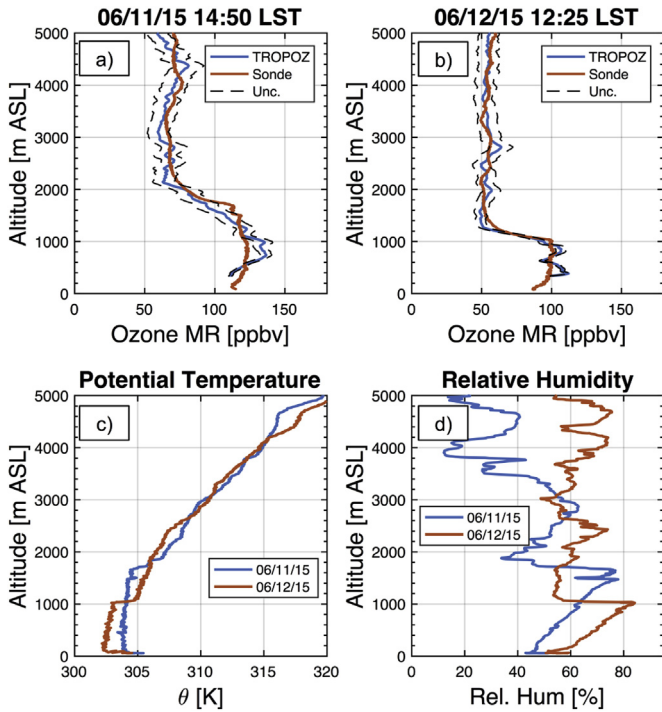 06/11/15 14:50 LST
a)
TROPOZ
Sonde
Unc.
5000
4000
3000
2000
1000
0
Altitude [m ASL]
0
50
100
150
Ozone MR [ppbv]
06/12/15 12:25 LST
b)
TROPOZ
Sonde
Unc.
5000
4000
3000
2000
1000
0
Altitude [m ASL]
0
50
100
150
Ozone MR [ppbv]
Potential Temperature
c)
06/11/15
06/12/15
5000
4000
3000
2000
1000
0
Altitude [m ASL]
300
305
310
315
320
θ [K]
Relative Humidity
d)
06/11/15
06/12/15
5000
4000
3000
2000
1000
0
Altitude [m ASL]
0
20
40
60
80
Rel. Hum [%]